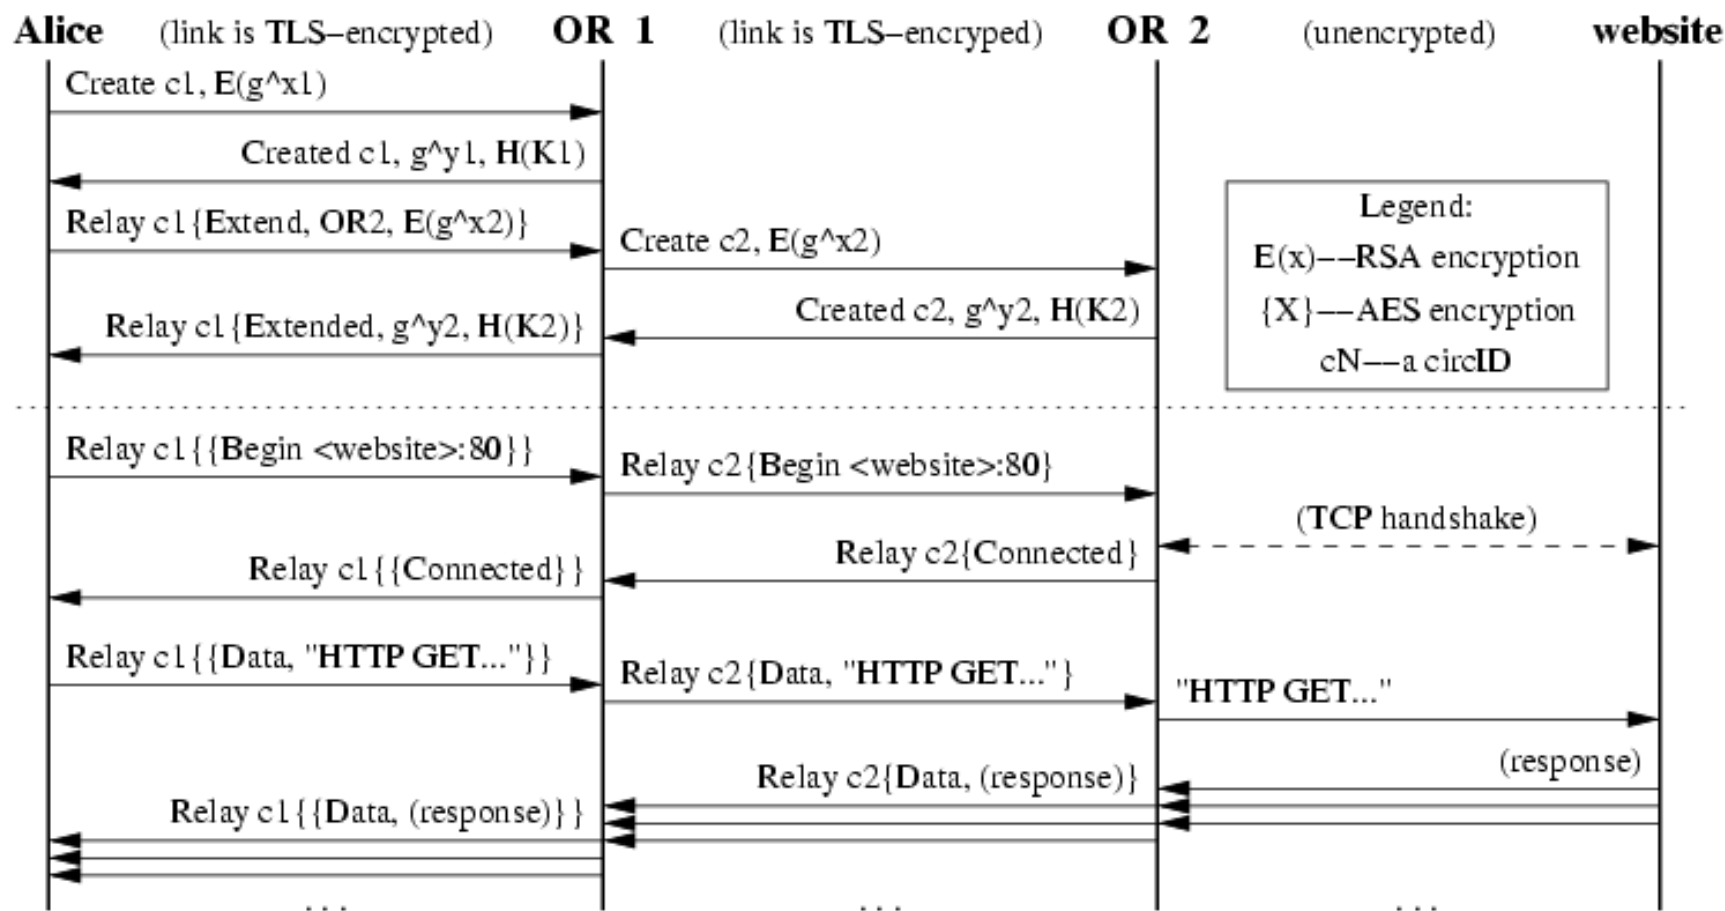 Alice (link is TLS–encrypted) OR 1 (link is TLS–encryped) OR 2 (unencrypted) website
Create c1, E(g^x1)
Created c1, g^y1, H(K1)
Relay c1{Extend, OR2, E(g^x2)}
Create c2, E(g^x2)
Created c2, g^y2, H(K2)
Relay c1{Extended, g^y2, H(K2)}
Legend:
E(x)––RSA encryption
{X}––AES encryption
cN––a circID
Relay c1{{Begin <website>:80}}
Relay c2{Begin <website>:80}
(TCP handshake)
Relay c2{Connected}
Relay c1{{Connected}}
Relay c1{{Data, "HTTP GET..."}}
Relay c2{Data, "HTTP GET..."}
"HTTP GET..."
(response)
Relay c2{Data, (response)}
Relay c1{{Data, (response)}}
. . . . . . . . .